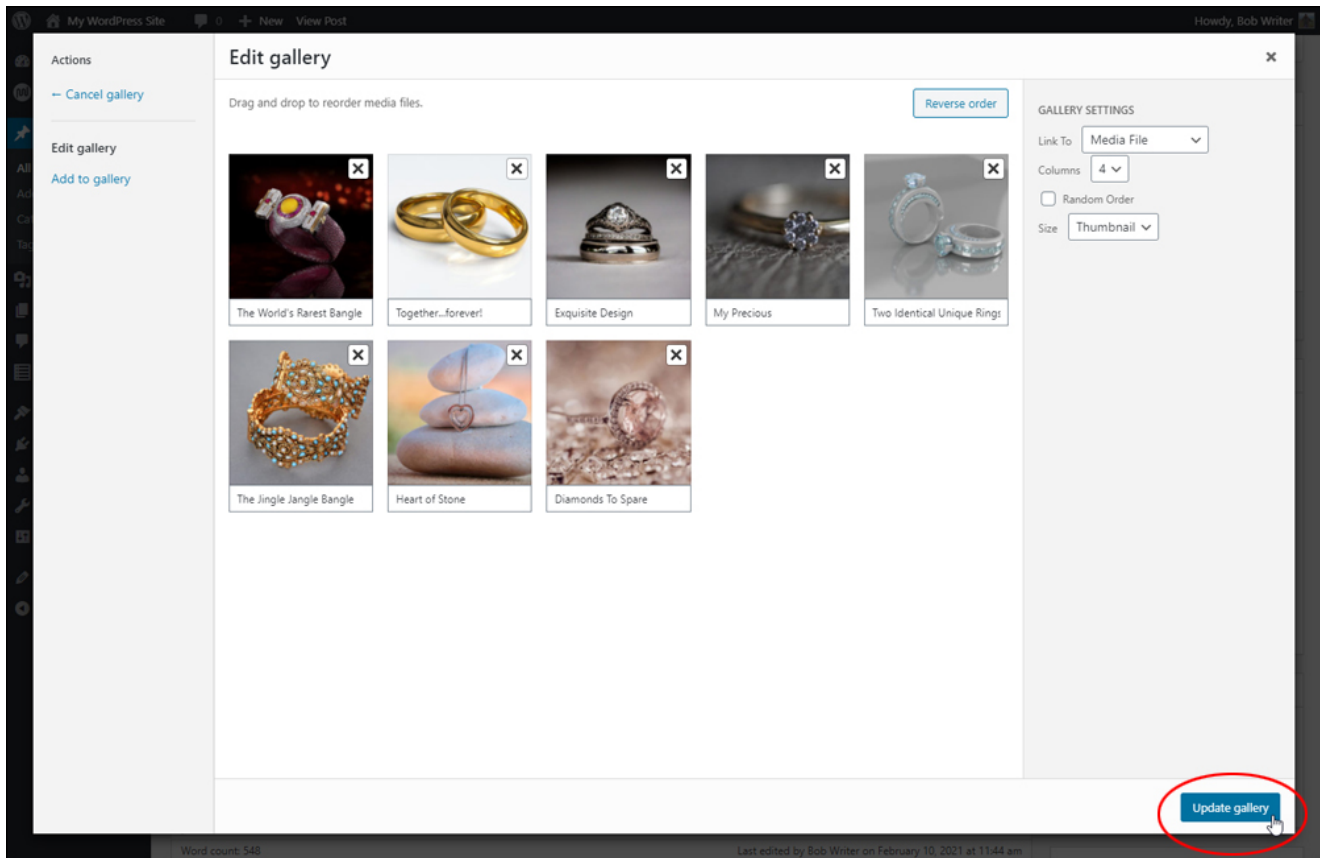 My WordPress Site 0 + New View Post Howdy, Bob Writer
Actions
← Cancel gallery
Edit gallery
Add to gallery
Edit gallery
Drag and drop to reorder media files.
Reverse order
The World's Rarest Bangle
Together...forever!
Exquisite Design
My Precious
Two Identical Unique Rings
The Jingle Jangle Bangle
Heart of Stone
Diamonds To Spare
GALLERY SETTINGS
Link To Media File
Columns 4
Random Order
Size Thumbnail
Update gallery
All
Ad
Cat
Tag
Word count: 548
Last edited by Bob Writer on February 10, 2021 at 11:44 am